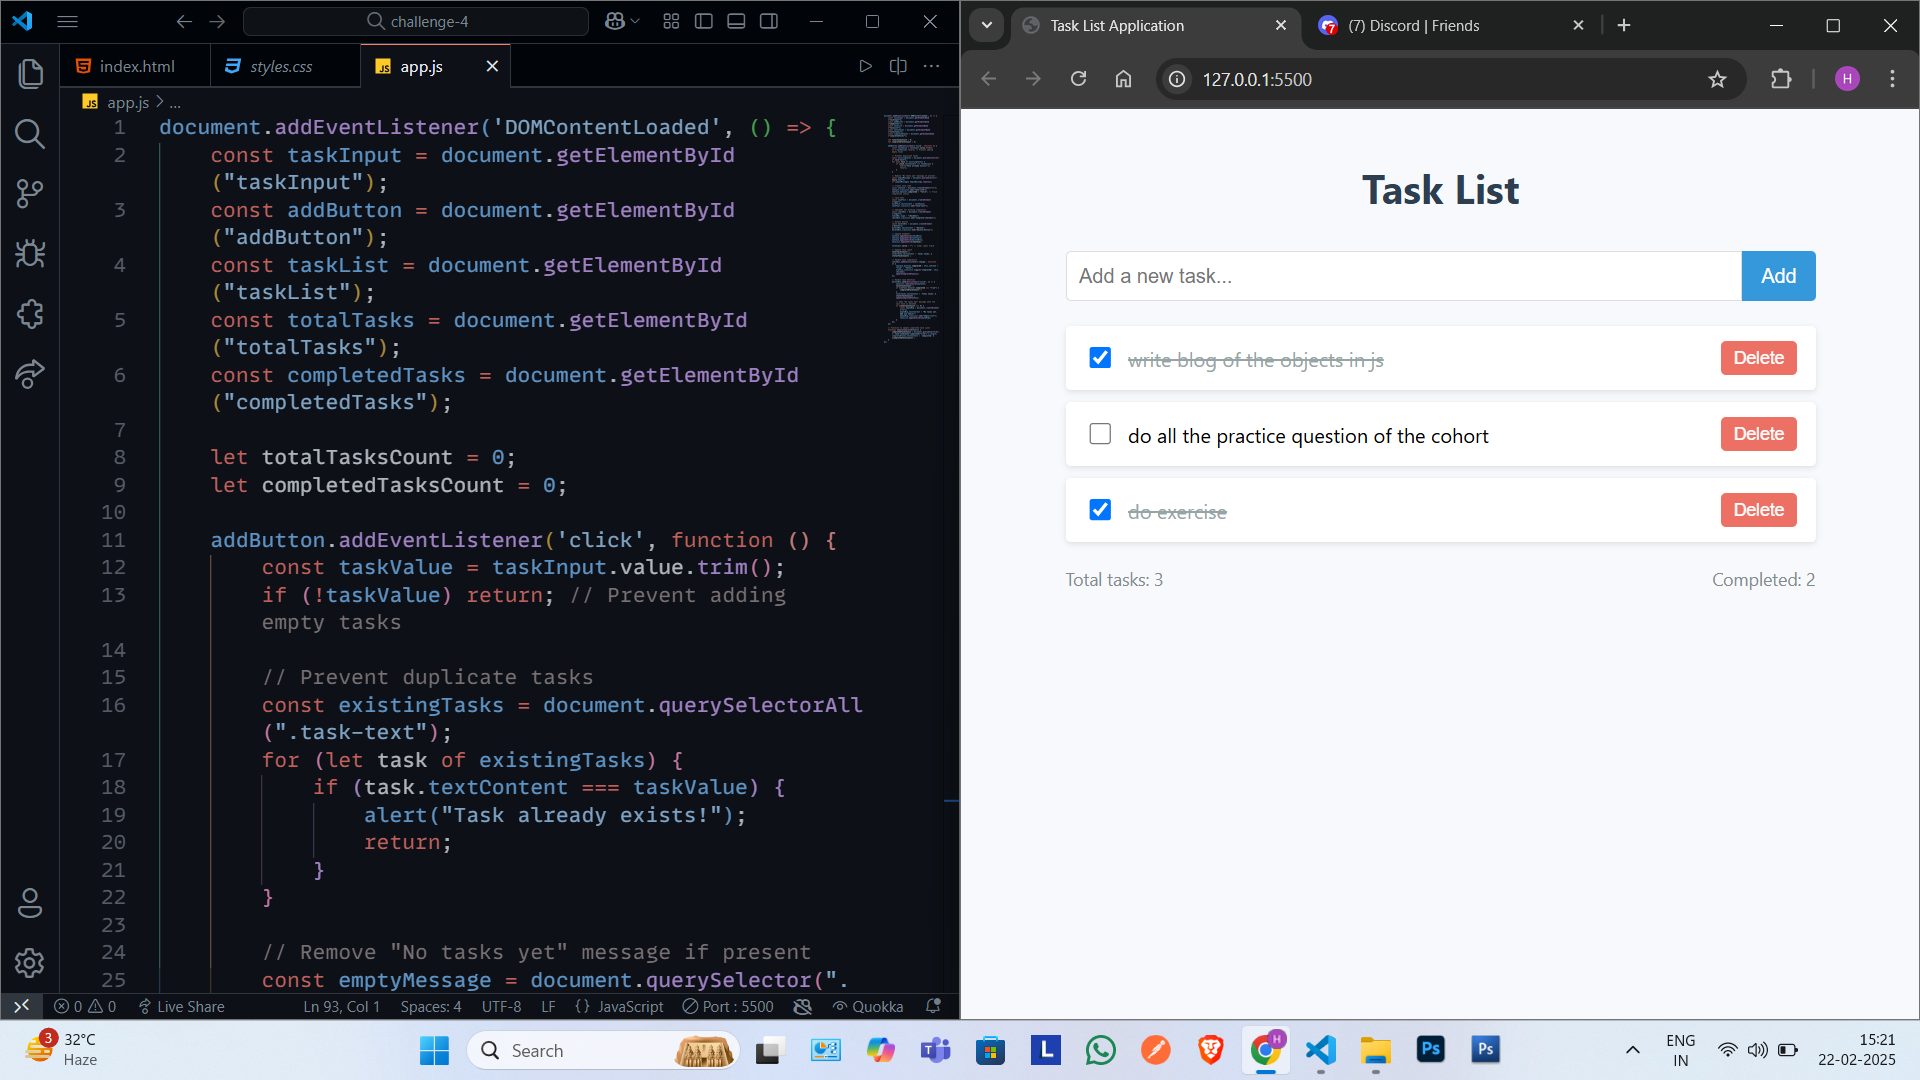 challenge-4
index.html
styles.css
app.js
JS app.js > ...
1 document.addEventListener('DOMContentLoaded', () => {
2 const taskInput = document.getElementById
("taskInput");
3 const addButton = document.getElementById
("addButton");
4 const taskList = document.getElementById
("taskList");
5 const totalTasks = document.getElementById
("totalTasks");
6 const completedTasks = document.getElementById
("completedTasks");
7
8 let totalTasksCount = 0;
9 let completedTasksCount = 0;
10
11 addButton.addEventListener('click', function () {
12 const taskValue = taskInput.value.trim();
13 if (!taskValue) return; // Prevent adding
empty tasks
14
15 // Prevent duplicate tasks
16 const existingTasks = document.querySelectorAll
(".task-text");
17 for (let task of existingTasks) {
18 if (task.textContent === taskValue) {
19 alert("Task already exists!");
20 return;
21 }
22 }
23
24 // Remove "No tasks yet" message if present
25 const emptyMessage = document.querySelector(".
0 0 Live Share Ln 93, Col 1 Spaces: 4 UTF-8 LF {} JavaScript Port : 5500 Quokka
Task List Application
(7) Discord | Friends
127.0.0.1:5500
H
Task List
Add a new task...
Add
write blog of the objects in js
Delete
do all the practice question of the cohort
Delete
do exercise
Delete
Total tasks: 3
Completed: 2
3
32°C
Haze
Search
L
Ps
Ps
ENG
IN
15:21
22-02-2025